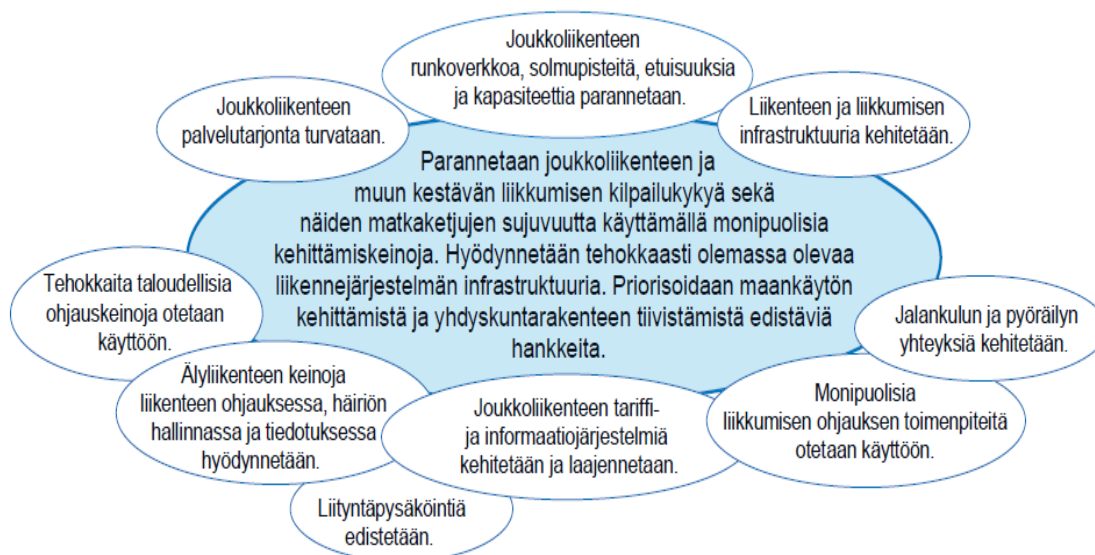 Joukkoliikenteen
runkoverkkoa, solmupisteitä, etuisuuksia
ja kapasiteettia parannetaan.
Joukkoliikenteen
palvelutarjonta turvataan.
Liikenteen ja liikkumisen
infrastruktuuria kehitetään.
Parannetaan joukkoliikenteen ja
muun kestävän liikkumisen kilpailukykyä sekä
näiden matkaketjujen sujuvuutta käyttämällä monipuolisia
kehittämiskeinoja. Hyödynnetään tehokkaasti olemassa olevaa
liikennejärjestelmän infrastruktuuria. Priorisoidaan maankäytön
kehittämistä ja yhdyskuntarakenteen tiivistämistä edistäviä
hankkeita.
Tehokkaita taloudellisia
ohjauskeinoja otetaan
käyttöön.
Jalankulun ja pyöräilyn
yhteyksiä kehitetään.
Älyliikenteen keinoja
liikenteen ohjauksessa, häiriön
hallinnassa ja tiedotuksessa
hyödynnetään.
Joukkoliikenteen tariffi-
ja informaatiojärjestelmiä
kehitetään ja laajennetaan.
Monipuolisia
liikkumisen ohjauksen toimenpiteitä
otetaan käyttöön.
Liityntäpysäköintiä
edistetään.